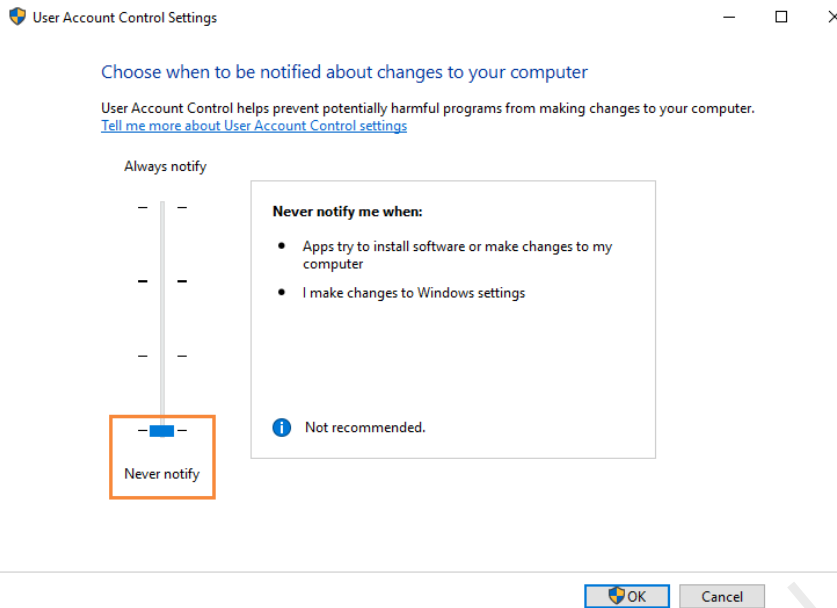 User Account Control Settings
Choose when to be notified about changes to your computer
User Account Control helps prevent potentially harmful programs from making changes to your computer.
Tell me more about User Account Control settings
Always notify
Never notify me when:
Apps try to install software or make changes to my
computer
I make changes to Windows settings
Not recommended.
Never notify
OK
Cancel